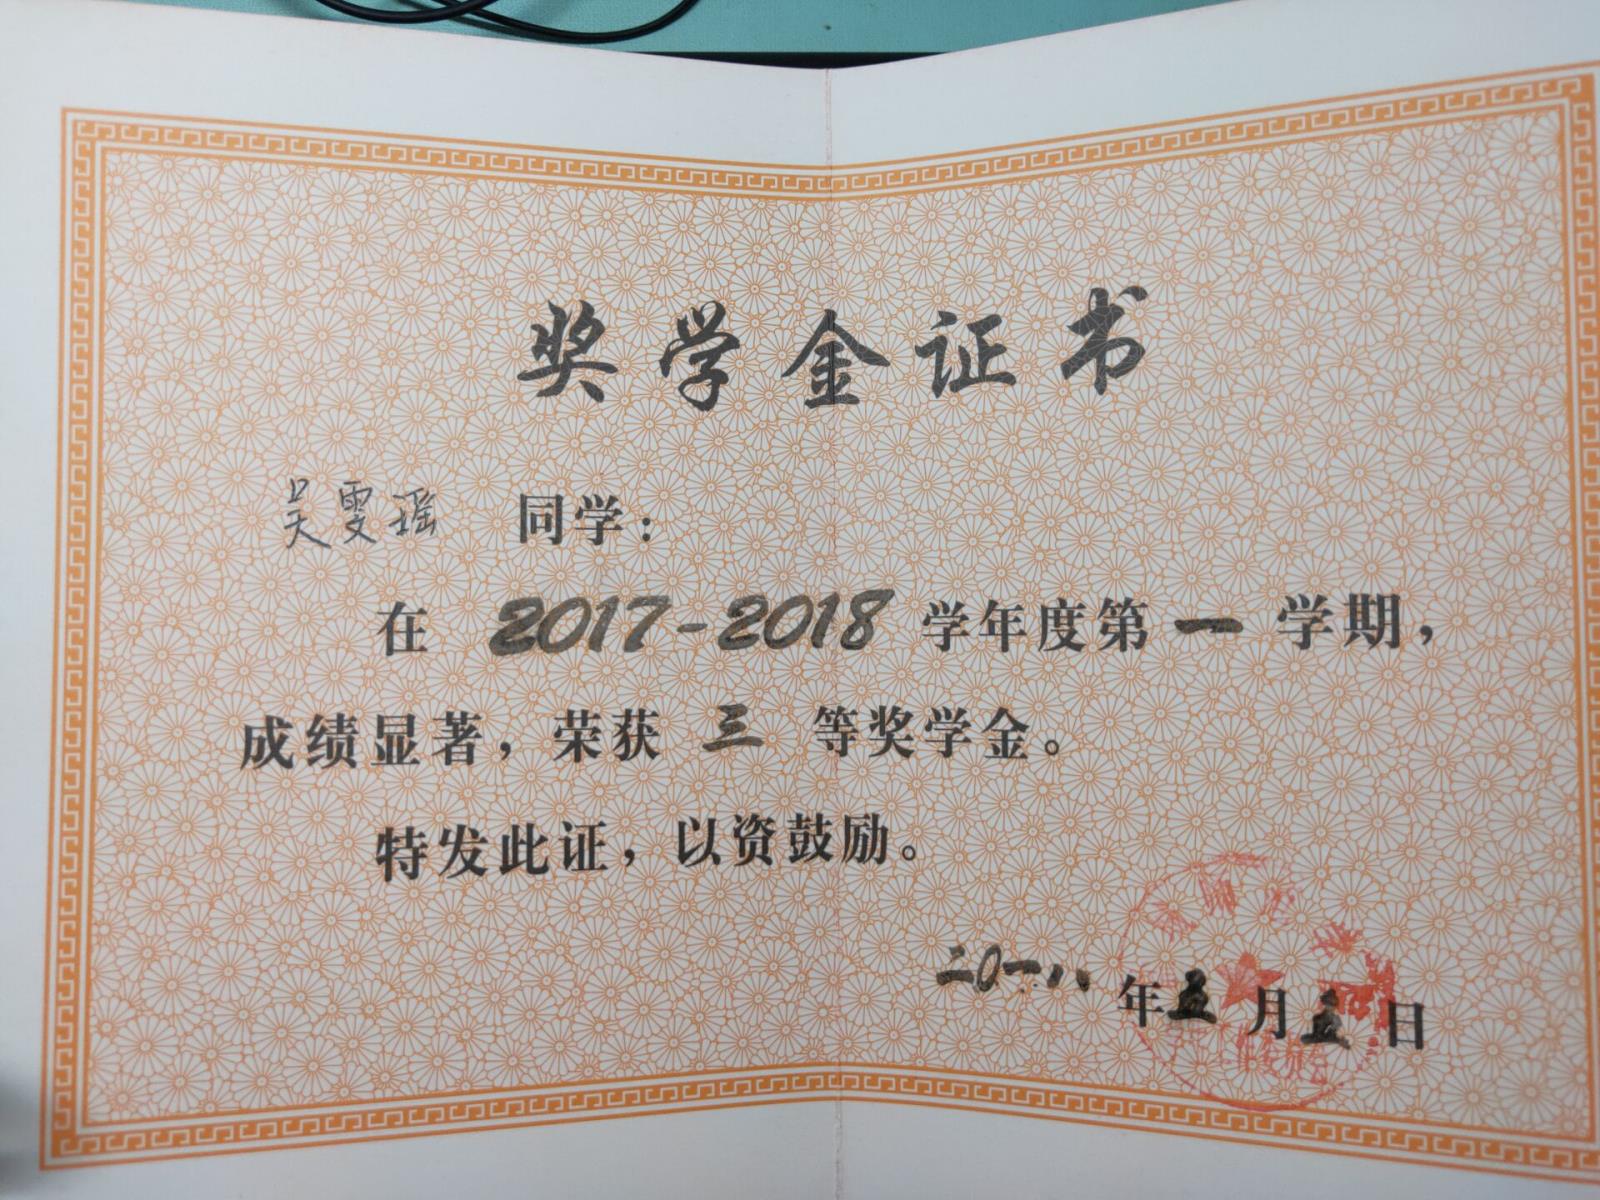 奖学金证书
吴雯瑶 同学：
在 2017-2018 学年度第 一 学期，
成绩显著，荣获 三 等奖学金。
特发此证，以资鼓励。
二〇一八 年 五 月 五 日